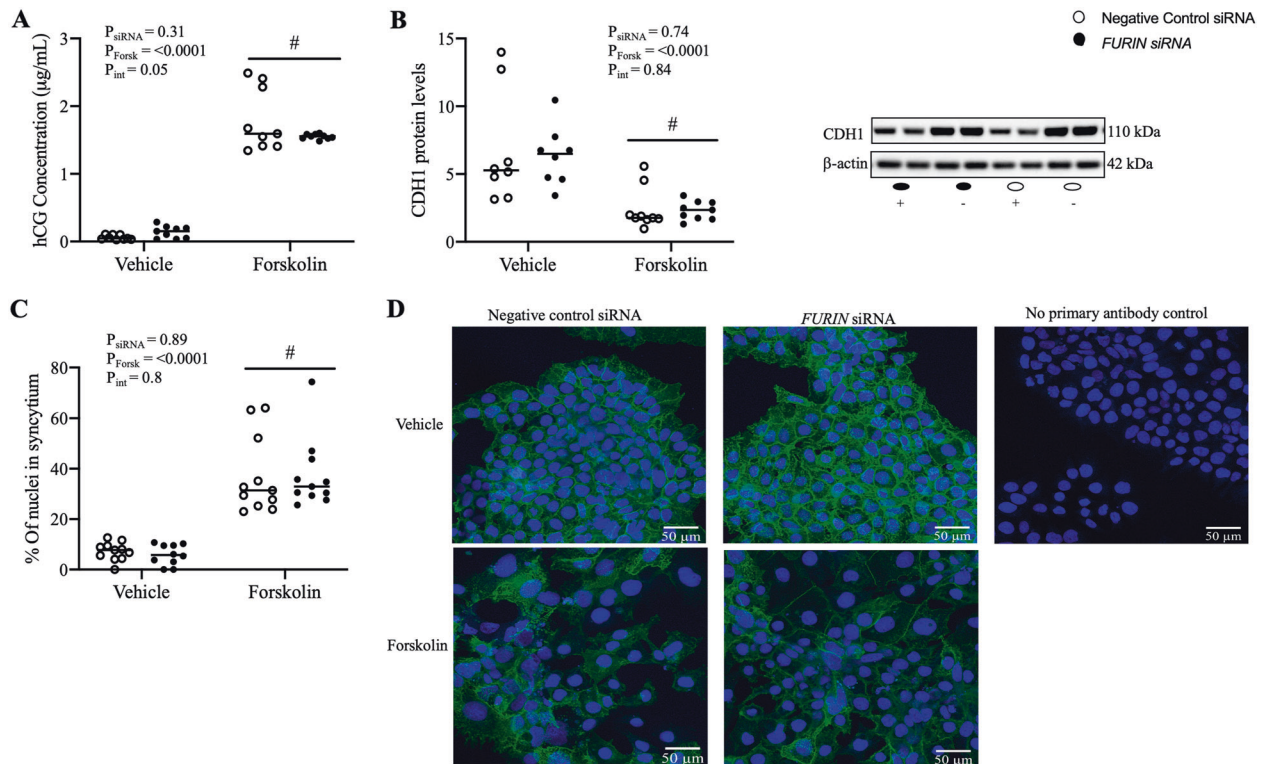 A
P_siRNA = 0.31
P_Forsk = <0.0001
P_int = 0.05
#
hCG Concentration (µg/mL)
3
2
1
0
Vehicle
Forskolin
B
P_siRNA = 0.74
P_Forsk = <0.0001
P_int = 0.84
#
CDH1 protein levels
15
10
5
0
Vehicle
Forskolin
Negative Control siRNA
FURIN siRNA
CDH1
110 kDa
β-actin
42 kDa
+ - + -
C
P_siRNA = 0.89
P_Forsk = <0.0001
P_int = 0.8
#
% Of nuclei in syncytium
80
60
40
20
0
Vehicle
Forskolin
D
Negative control siRNA
FURIN siRNA
No primary antibody control
Vehicle
50 µm
50 µm
50 µm
Forskolin
50 µm
50 µm